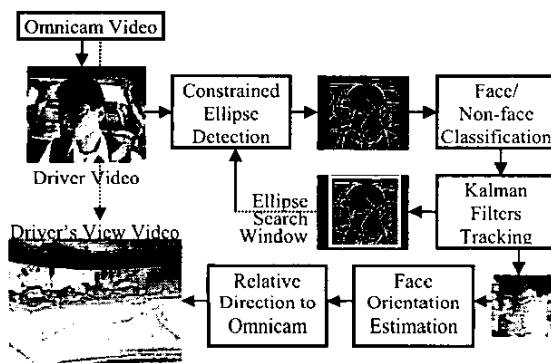 Omnicam Video
Constrained
Ellipse
Detection
Face/
Non-face
Classification
Driver Video
Ellipse
Search
Window
Kalman
Filters
Tracking
Driver's View Video
Relative
Direction to
Omnicam
Face
Orientation
Estimation